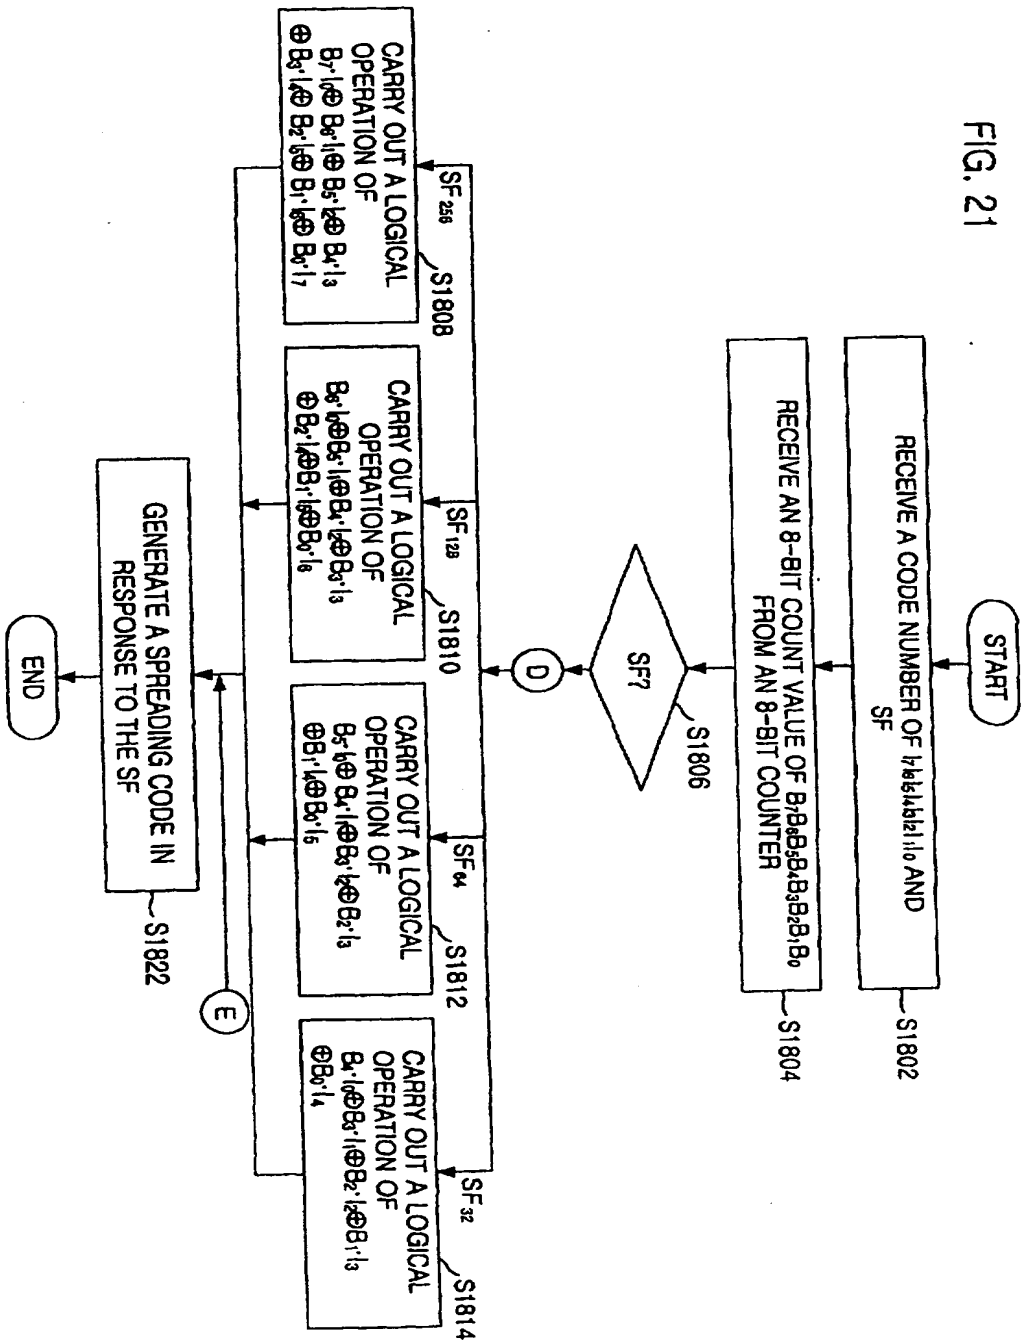 FIG. 21
START
RECEIVE A CODE NUMBER OF I₇I₆I₅I₄I₃I₂I₁I₀ AND
SF
S1802
RECEIVE AN 8-BIT COUNT VALUE OF B₇B₆B₅B₄B₃B₂B₁B₀
FROM AN 8-BIT COUNTER
S1804
SF?
S1806
D
SF₂₅₆
S1808
CARRY OUT A LOGICAL
OPERATION OF
B₇·I₀⊕ B₆·I₁⊕ B₅·I₂⊕ B₄·I₃
⊕ B₃·I₄⊕ B₂·I₅⊕ B₁·I₆⊕ B₀·I₇
SF₁₂₈
S1810
CARRY OUT A LOGICAL
OPERATION OF
B₆·I₀⊕B₅·I₁⊕B₄·I₂⊕B₃·I₃
⊕B₂·I₄⊕B₁·I₅⊕B₀·I₆
SF₆₄
S1812
CARRY OUT A LOGICAL
OPERATION OF
B₅·I₀⊕ B₄·I₁⊕B₃·I₂⊕B₂·I₃
⊕B₁·I₄⊕B₀·I₅
SF₃₂
S1814
CARRY OUT A LOGICAL
OPERATION OF
B₄·I₀⊕B₃·I₁⊕B₂·I₂⊕B₁·I₃
⊕B₀·I₄
E
GENERATE A SPREADING CODE IN
RESPONSE TO THE SF
S1822
END